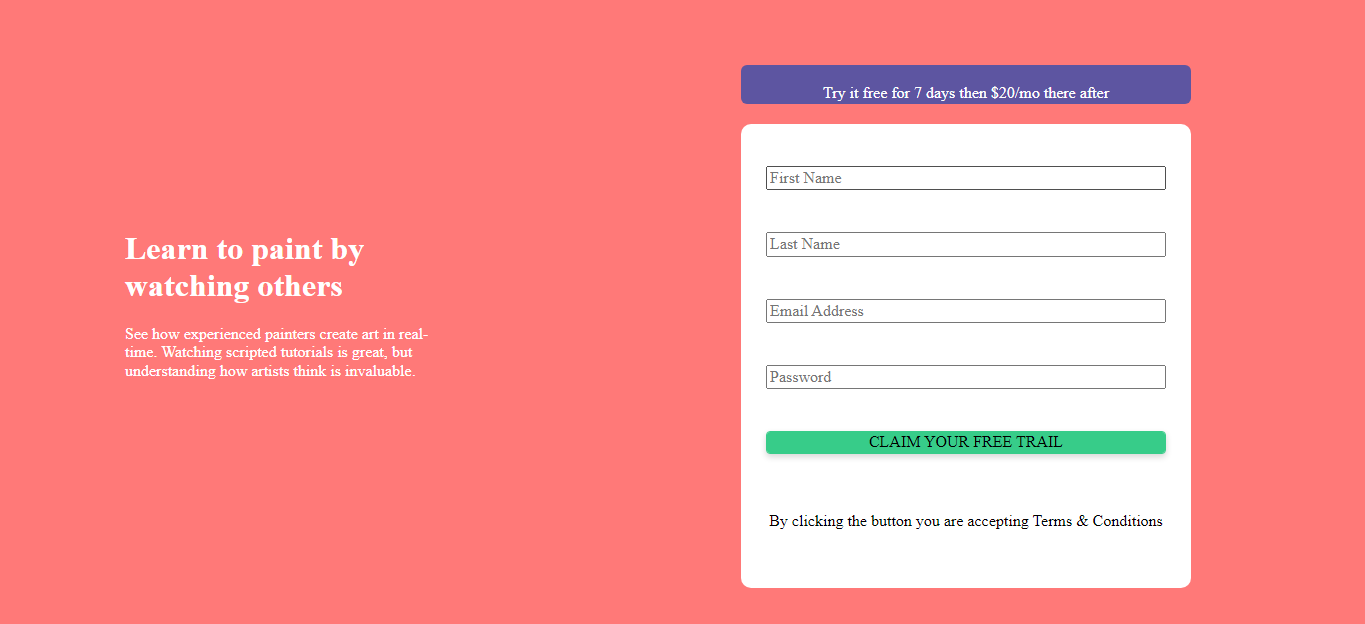 Learn to paint by
watching others
See how experienced painters create art in real-
time. Watching scripted tutorials is great, but
understanding how artists think is invaluable.
Try it free for 7 days then $20/mo there after
First Name
Last Name
Email Address
Password
CLAIM YOUR FREE TRAIL
By clicking the button you are accepting Terms & Conditions